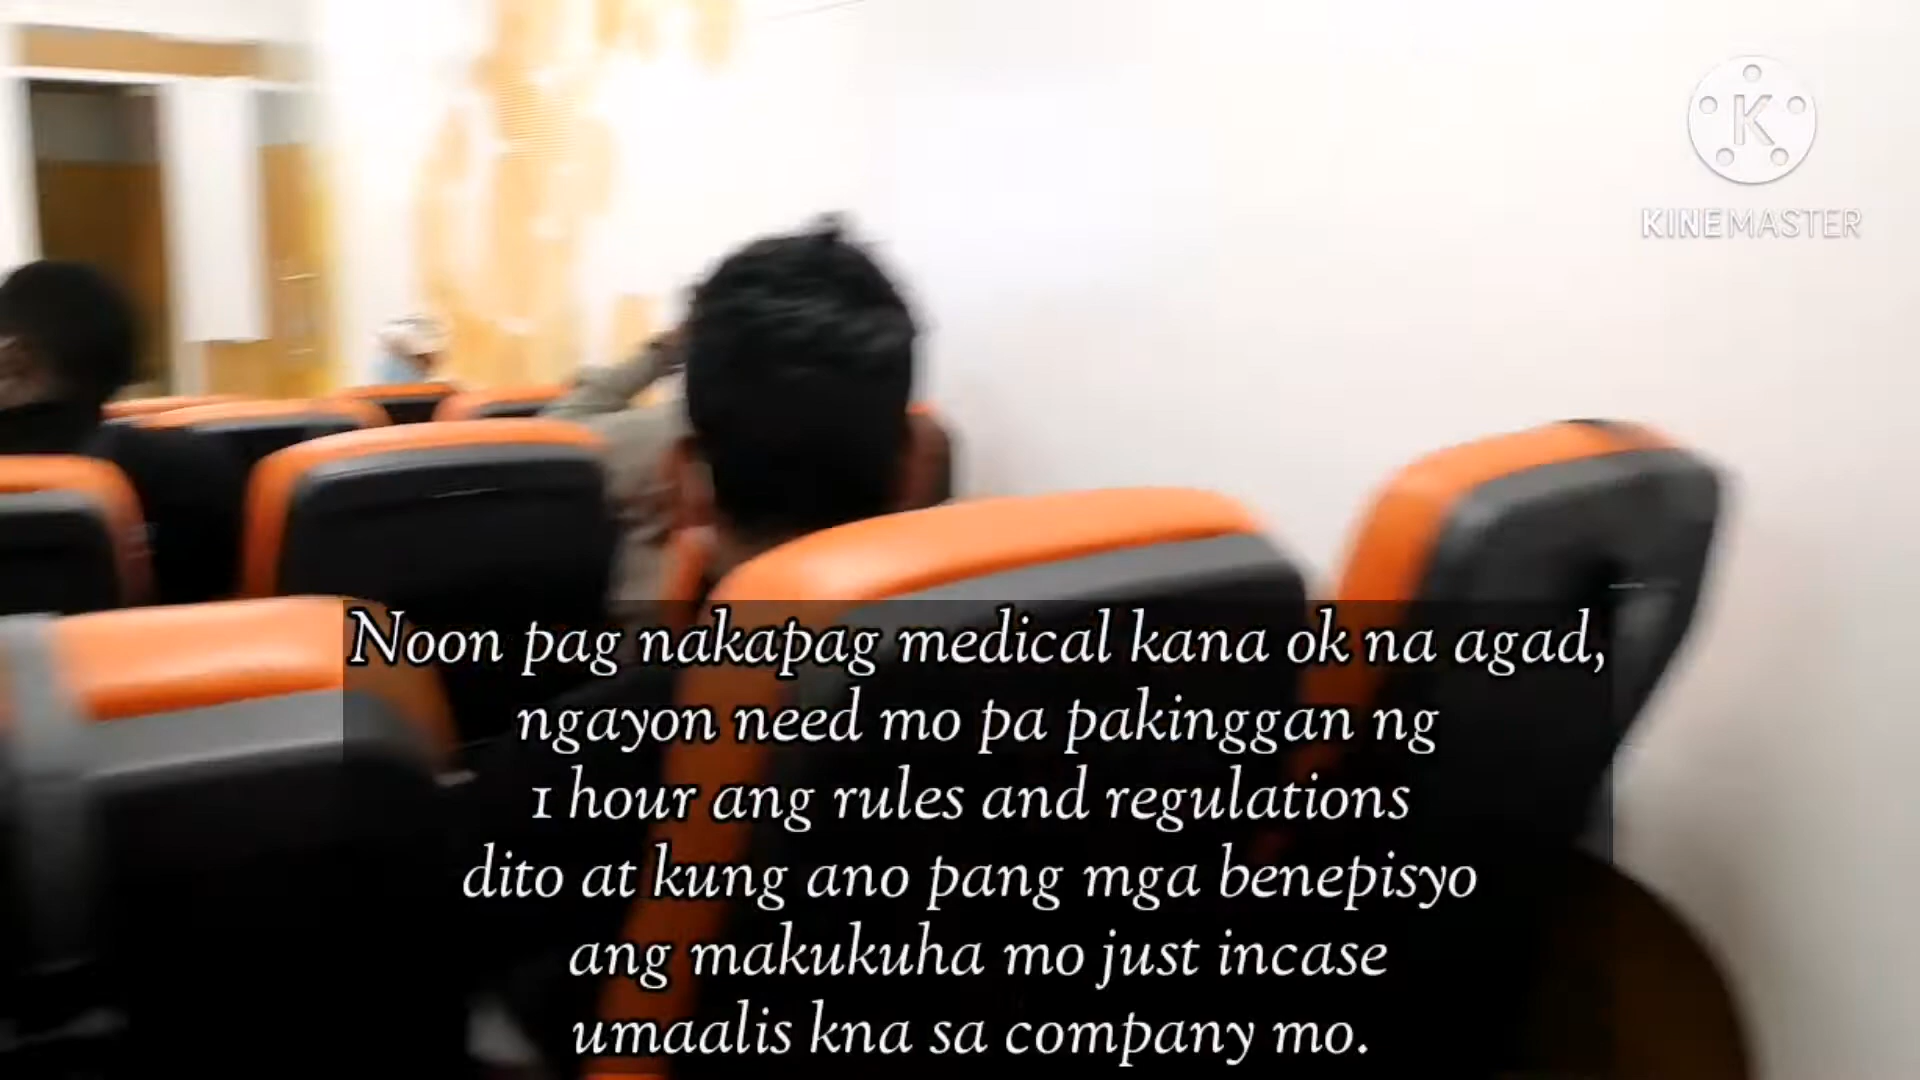 K
KINEMASTER
Noon pag nakapag medical kana ok na agad,
ngayon need mo pa pakinggan ng
1 hour ang rules and regulations
dito at kung ano pang mga benepisyo
ang makukuha mo just incase
umaalis kna sa company mo.